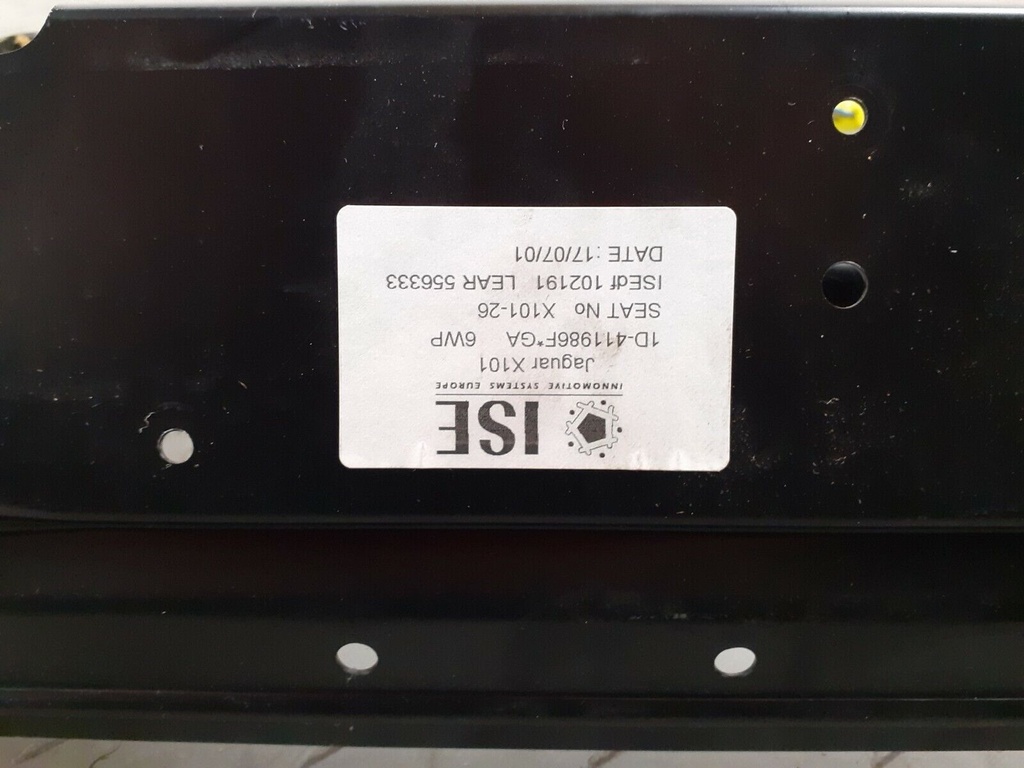 ISE
INNOMOTIVE SYSTEMS EUROPE
Jaguar X101
1D-411986F*GA 6WP
SEAT No X101-26
ISEdf 102191 LEAR 556333
DATE :17/07/01